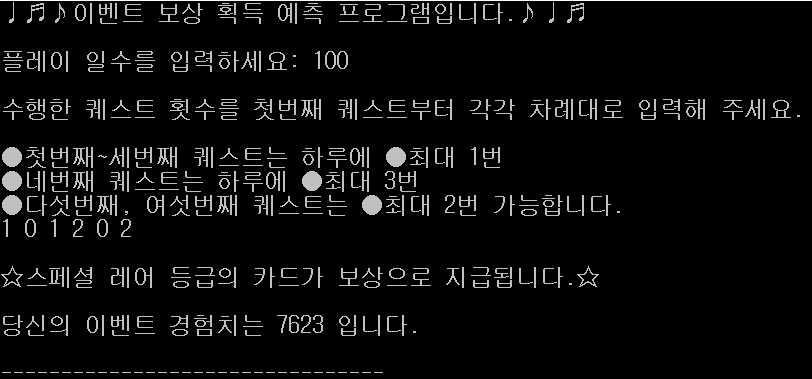 ♩♬♪이벤트 보상 획득 예측 프로그램입니다.♪♩♬
플레이 일수를 입력하세요: 100
수행한 퀘스트 횟수를 첫번째 퀘스트부터 각각 차례대로 입력해 주세요.
●첫번째~세번째 퀘스트는 하루에 ●최대 1번
●네번째 퀘스트는 하루에 ●최대 3번
●다섯번째, 여섯번째 퀘스트는 ●최대 2번 가능합니다.
1 0 1 2 0 2
☆스페셜 레어 등급의 카드가 보상으로 지급됩니다.☆
당신의 이벤트 경험치는 7623 입니다.
--------------------------------